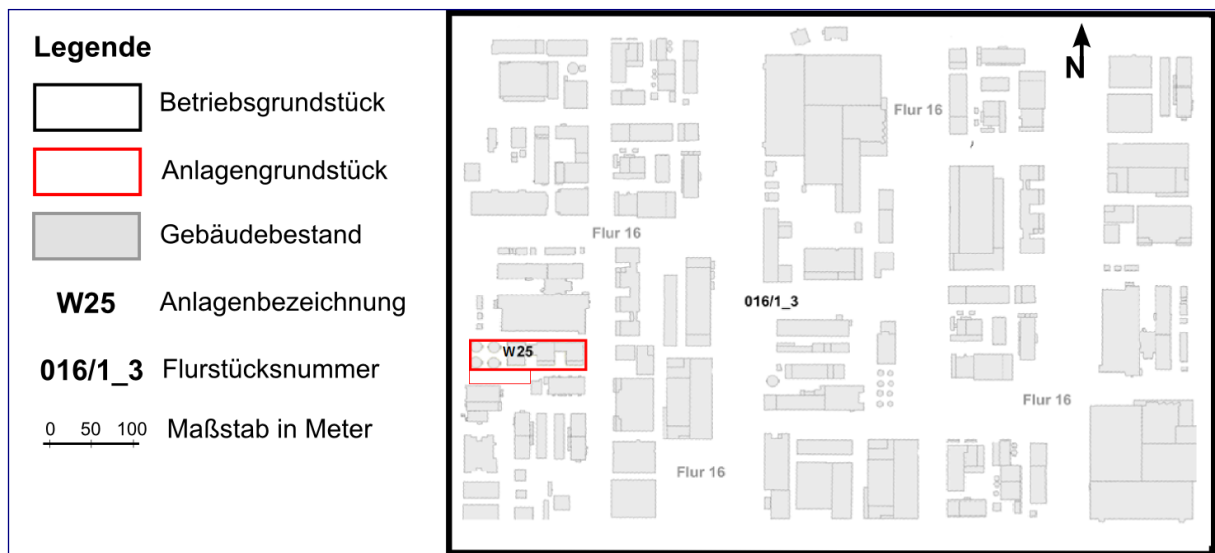 Legende
Betriebsgrundstück
Anlagengrundstück
Gebäudebestand
W25 Anlagenbezeichnung
016/1_3 Flurstücksnummer
0 50 100 Maßstab in Meter
N
Flur 16
Flur 16
016/1_3
W25
Flur 16
Flur 16